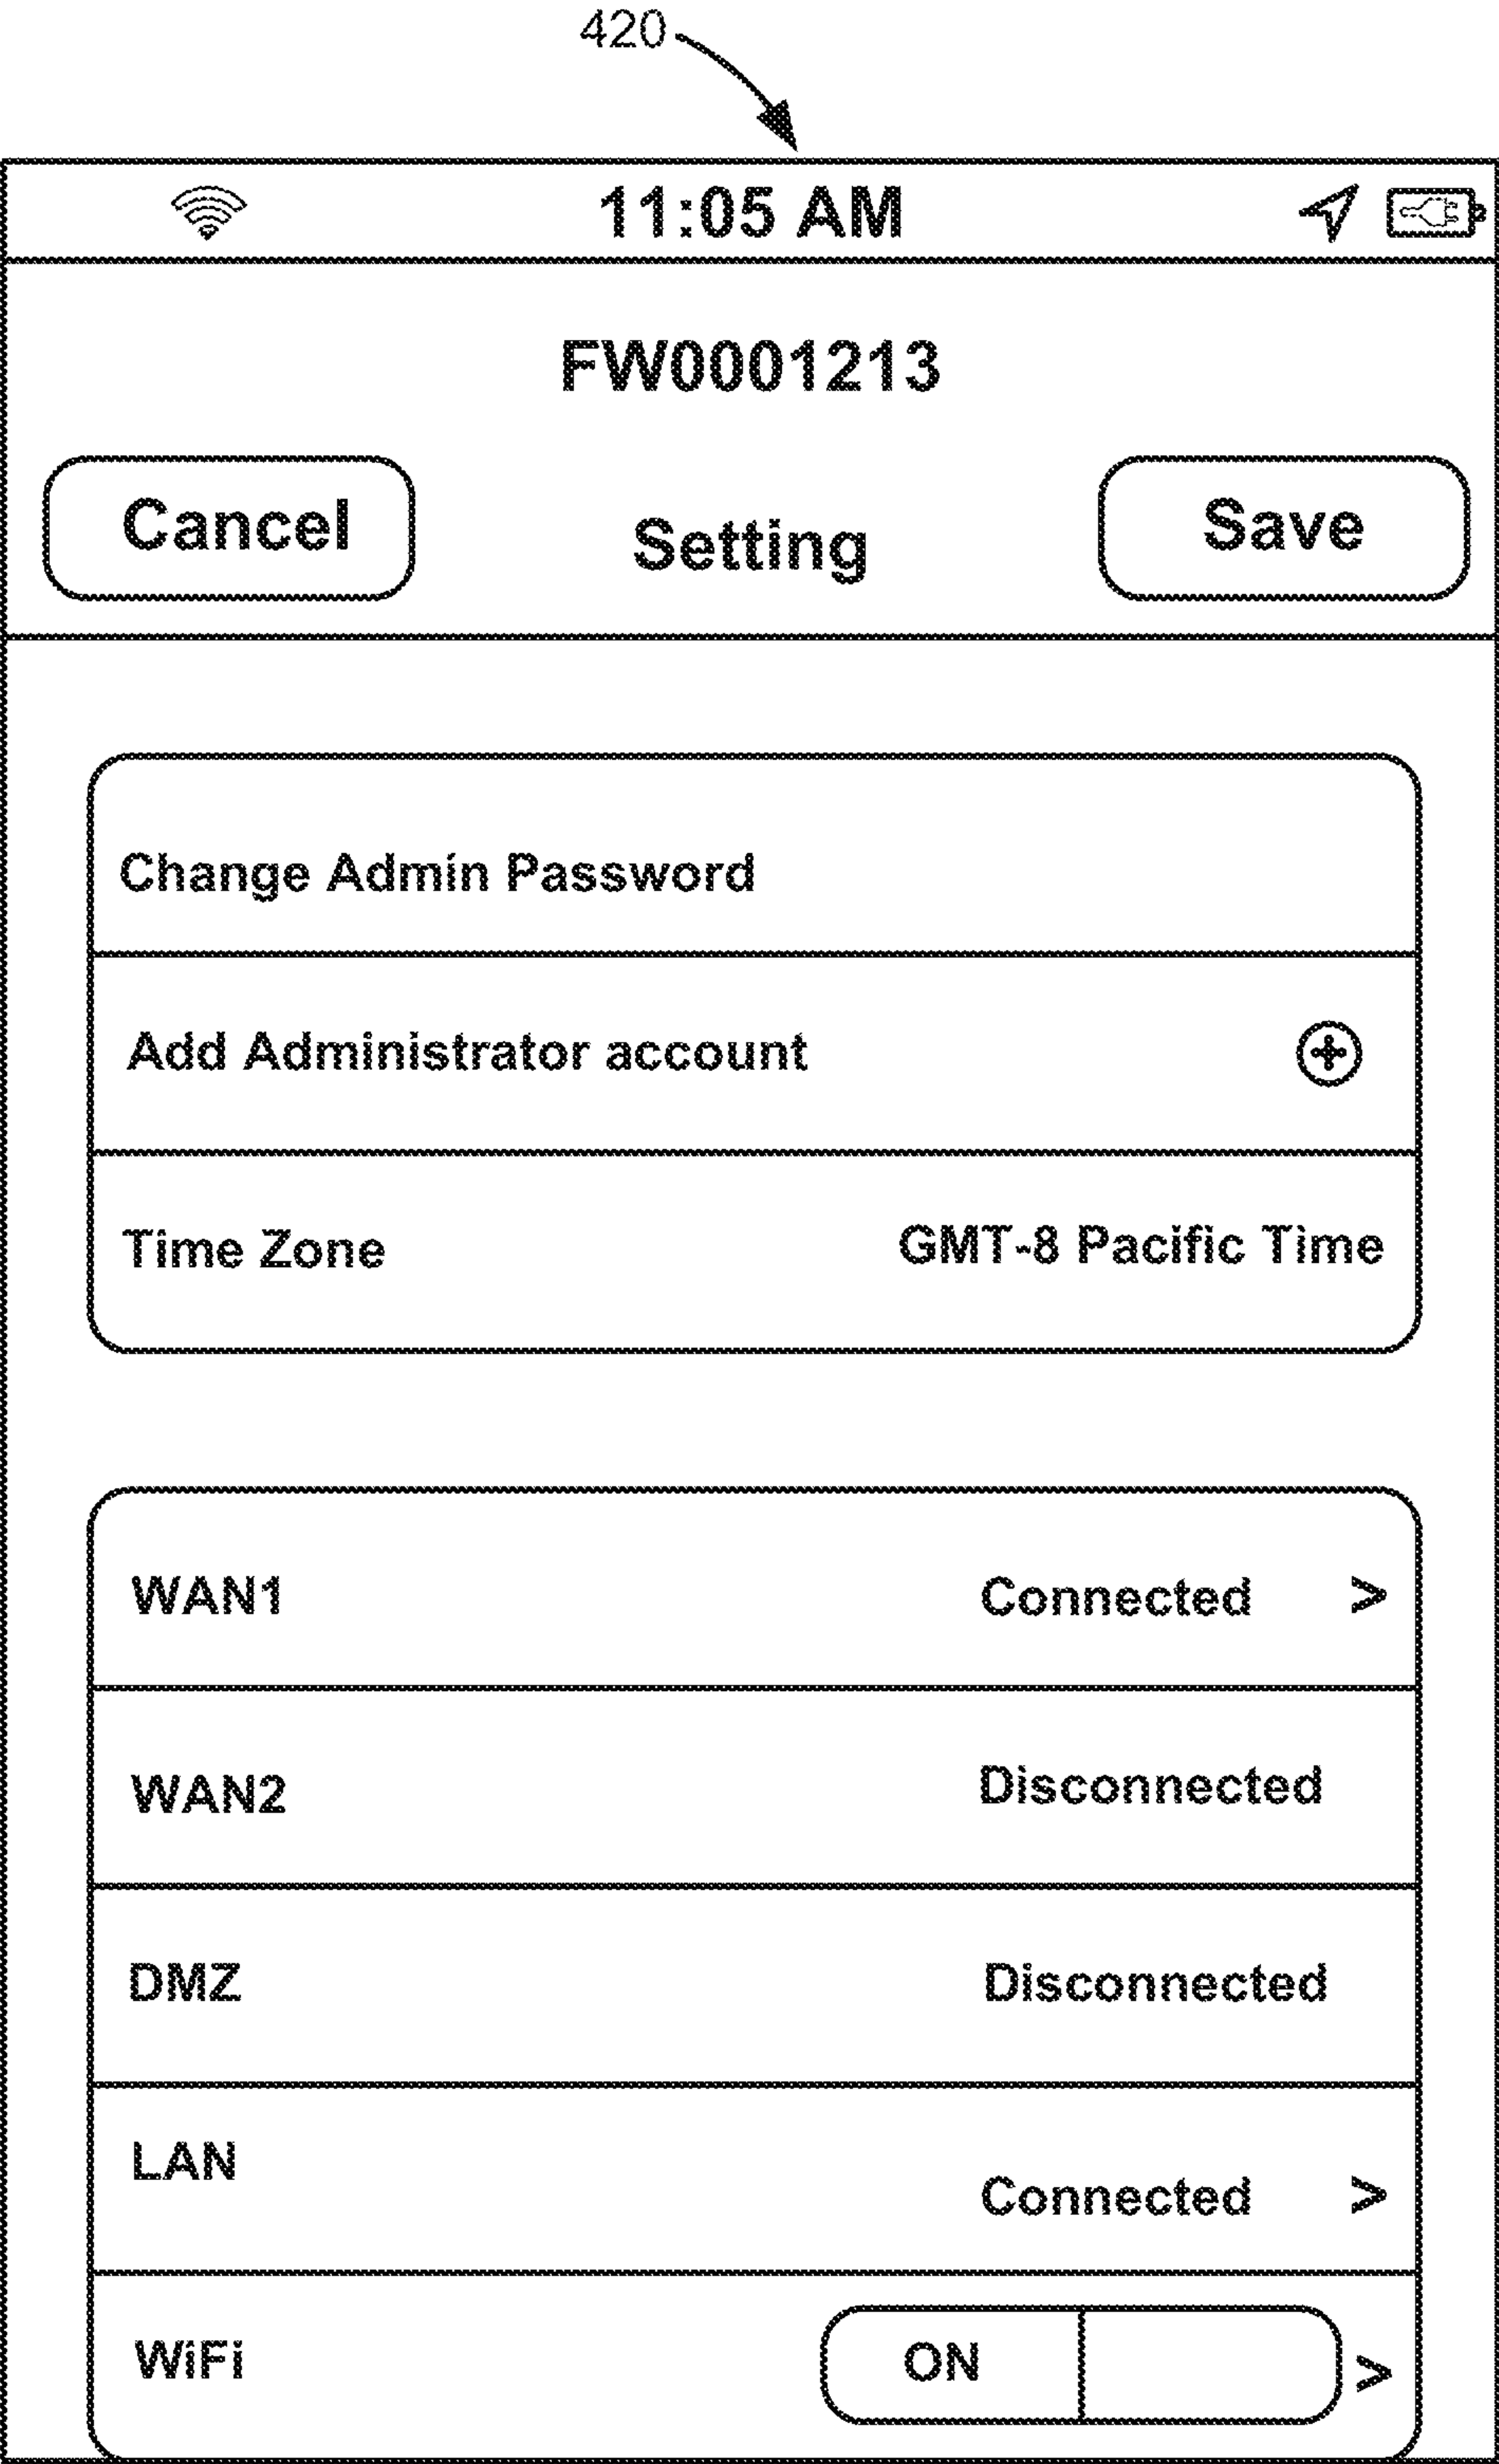 420
11:05 AM
FW0001213
Cancel Setting Save
Change Admin Password
Add Administrator account
Time Zone GMT-8 Pacific Time
WAN1 Connected >
WAN2 Disconnected
DMZ Disconnected
LAN Connected >
WiFi ON >